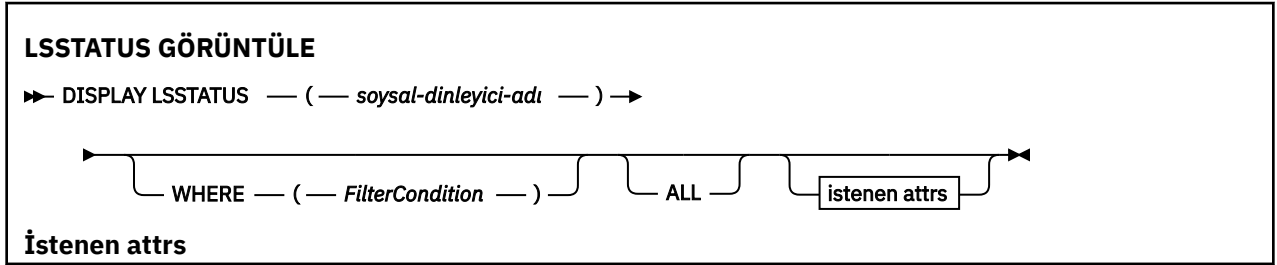 LSSTATUS GÖRÜNTÜLE
DISPLAY LSSTATUS ( soysal-dinleyici-adı )
WHERE ( FilterCondition ) ALL istenen attrs
İstenen attrs